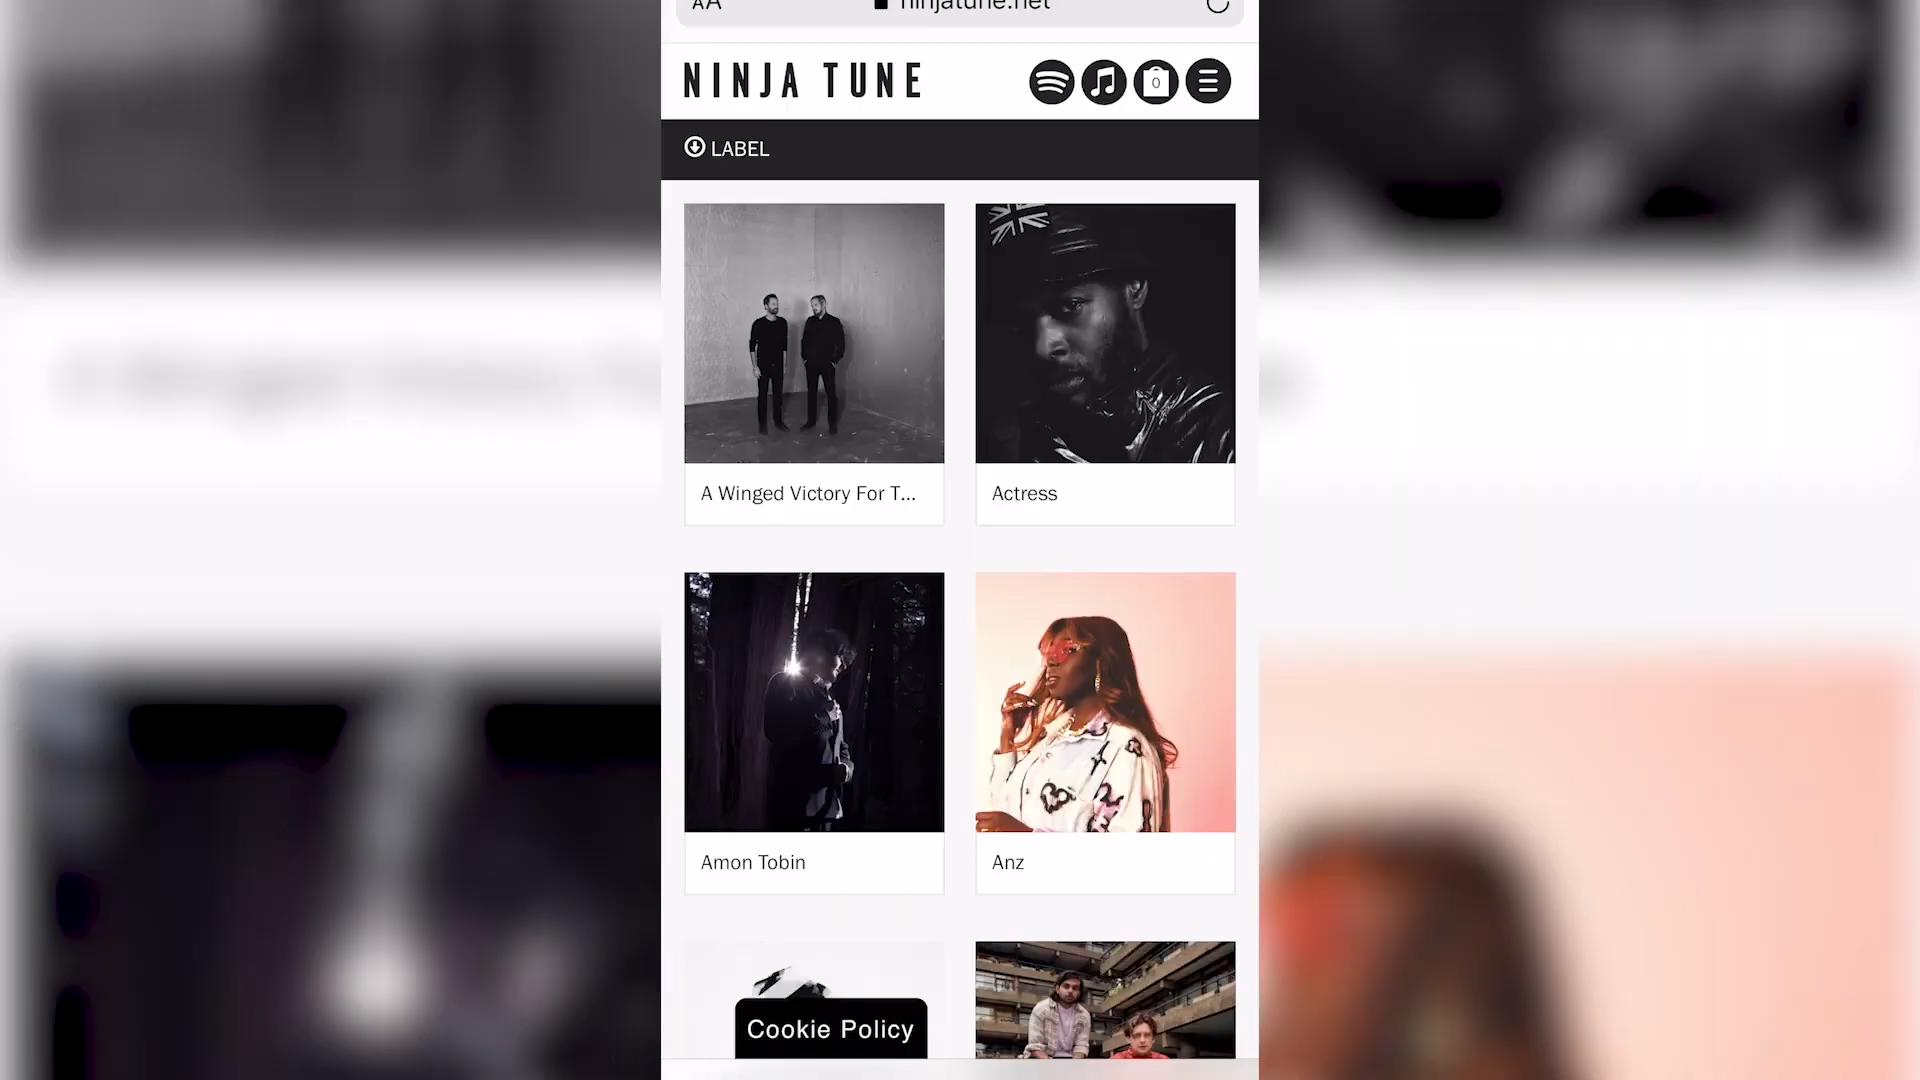 AA
ninjatune.net
NINJA TUNE
0
LABEL
A Winged Victory For T...
Actress
Amon Tobin
Anz
Cookie Policy